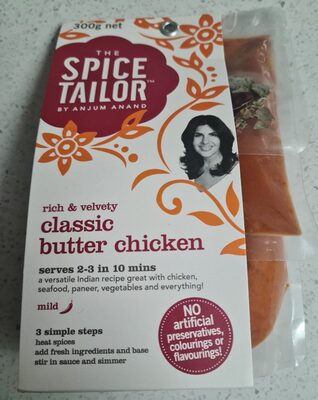 300g net
THE
SPICE
TAILOR™
BY ANJUM ANAND
rich & velvety
classic
butter chicken
serves 2-3 in 10 mins
a versatile Indian recipe great with chicken,
seafood, paneer, vegetables and everything!
mild
3 simple steps
heat spices
add fresh ingredients and base
stir in sauce and simmer
NO
artificial
preservatives,
colourings or
flavourings!